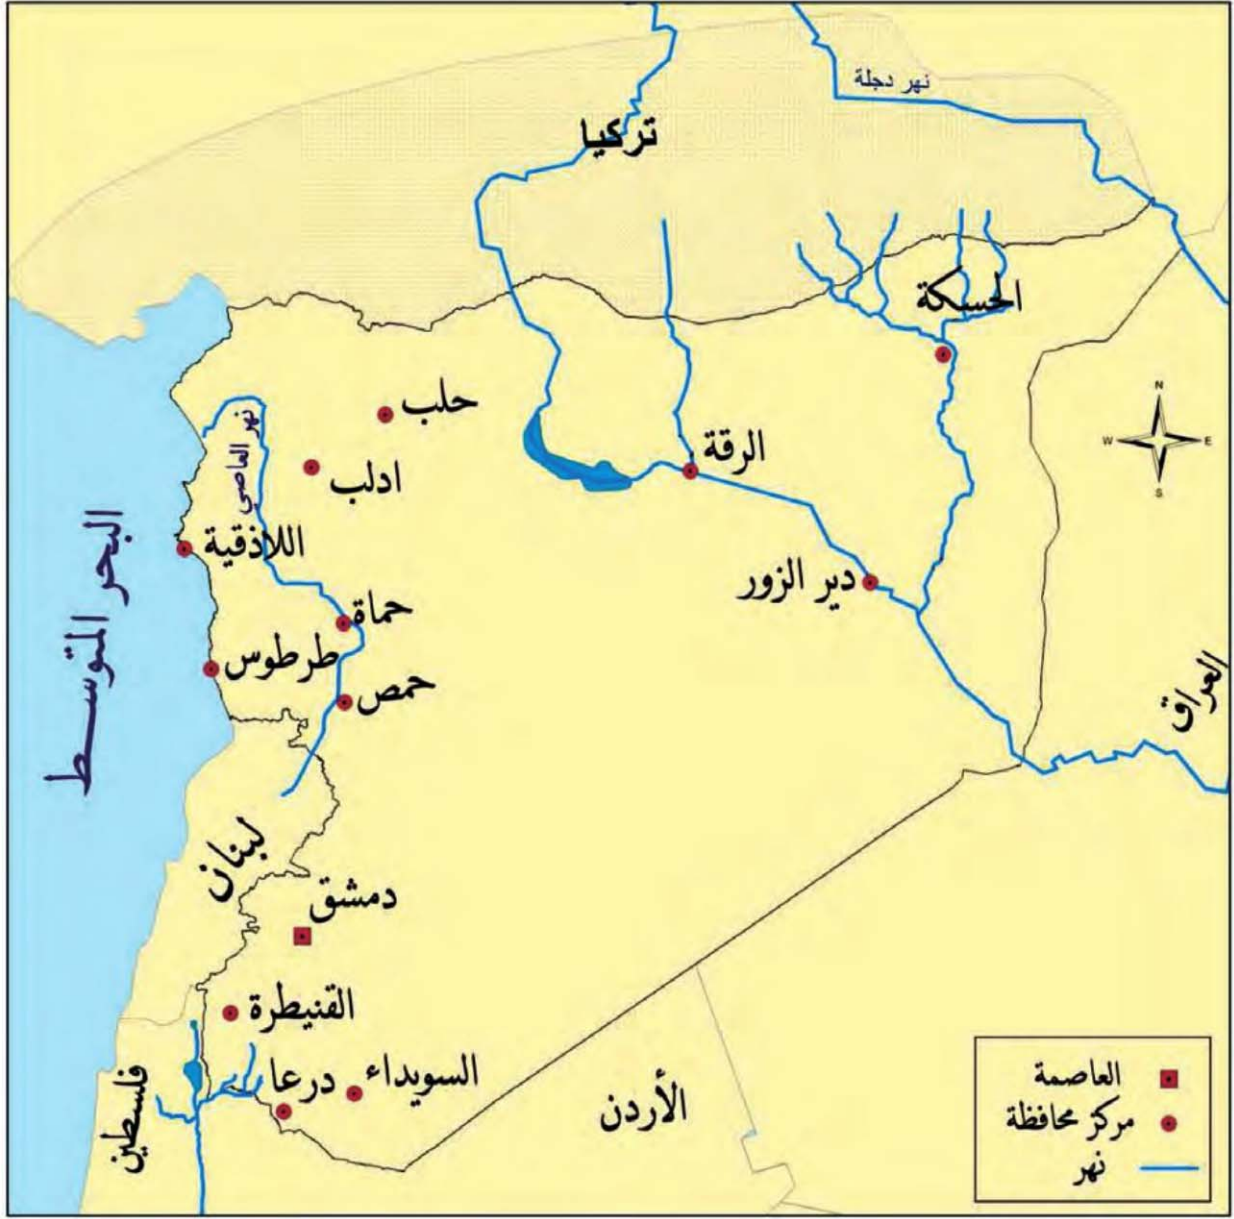 نهر دجلة
تركيا
الحسكة
N
W
E
S
حلب
نهر العاصي
ادلب
الرقة
البحر المتوسط
اللاذقية
دير الزور
حماة
طرطوس
حمص
العراق
لبنان
دمشق
القنيطرة
فلسطين
درعا
السويداء
الأردن
العاصمة
مركز محافظة
نهر